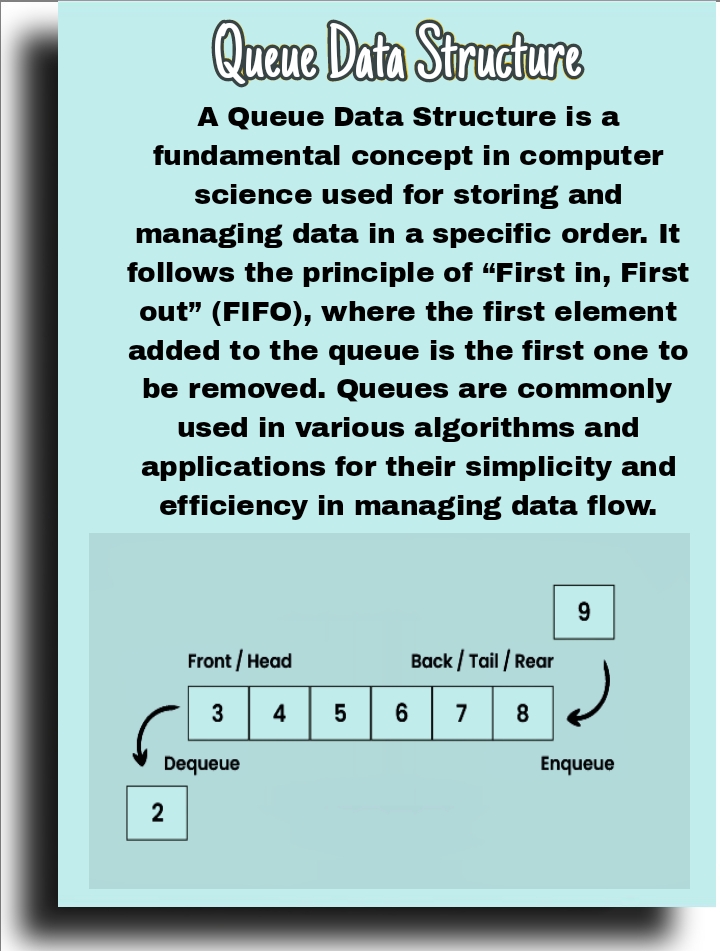 Queue Data Structure
A Queue Data Structure is a
fundamental concept in computer
science used for storing and
managing data in a specific order. It
follows the principle of “First in, First
out” (FIFO), where the first element
added to the queue is the first one to
be removed. Queues are commonly
used in various algorithms and
applications for their simplicity and
efficiency in managing data flow.
9
Front / Head Back / Tail / Rear
3 4 5 6 7 8
Dequeue Enqueue
2